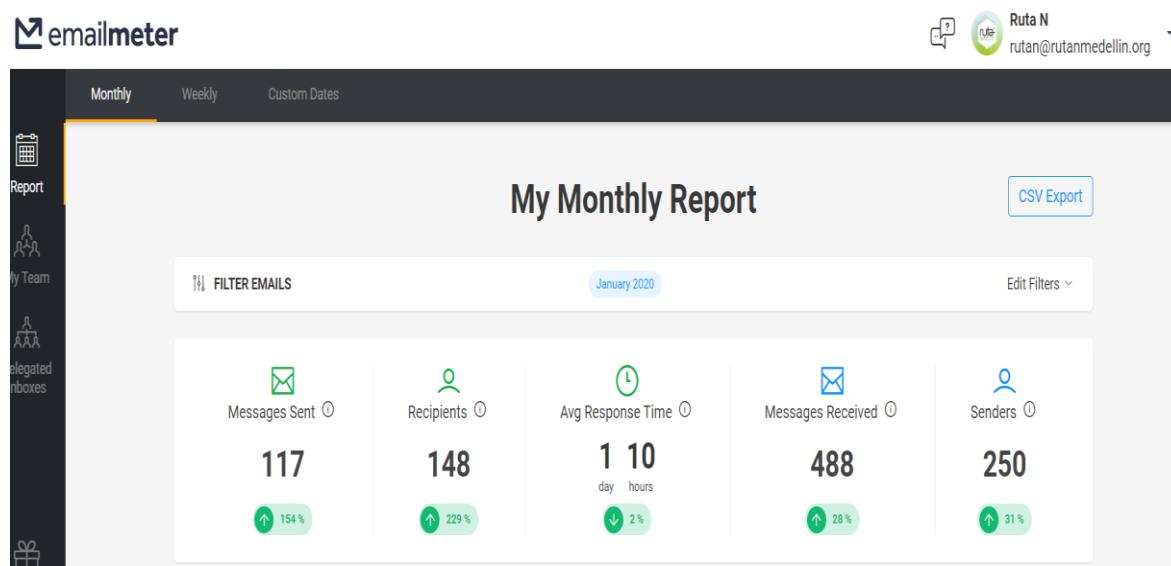 emailmeter
Ruta N
rutan@rutanmedellin.org
Monthly Weekly Custom Dates
Report
My Team
Delegated
Inboxes
My Monthly Report
CSV Export
FILTER EMAILS January 2020 Edit Filters
Messages Sent Recipients Avg Response Time Messages Received Senders
117 148 1 10 488 250
day hours
154 % 229 % 2 % 28 % 31 %